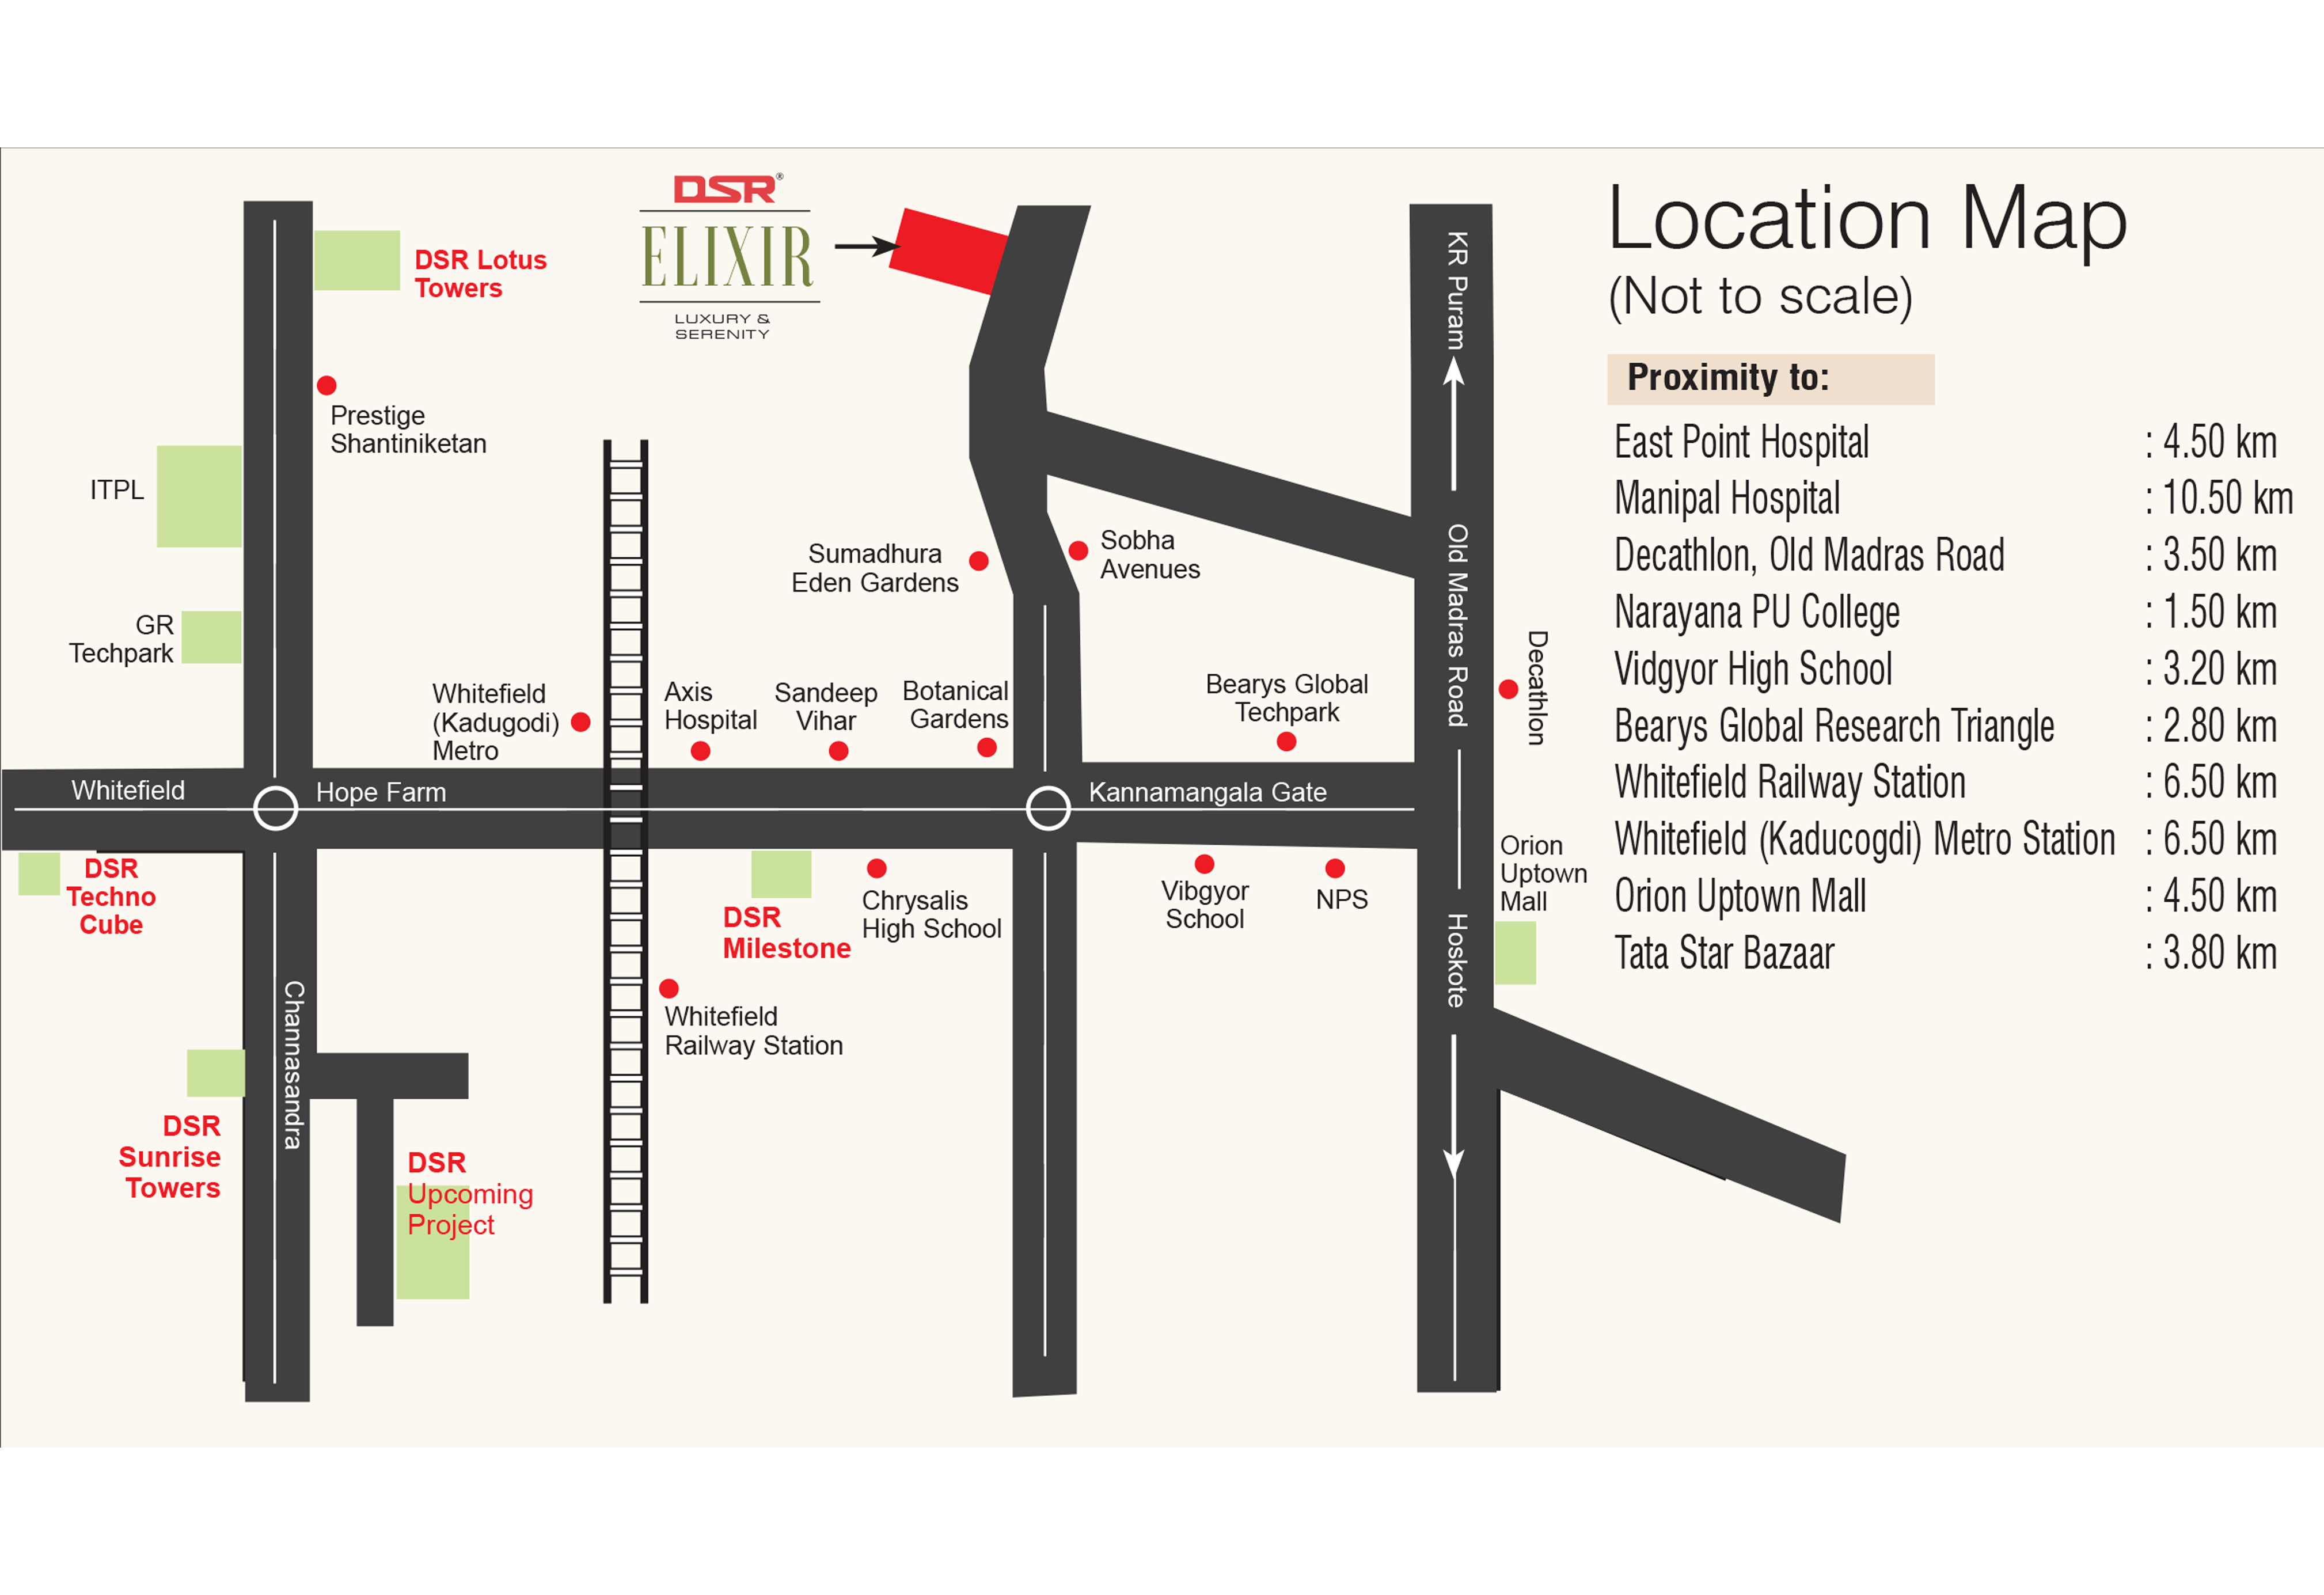 DSR®
ELIXIR
LUXURY &
SERENITY
DSR Lotus
Towers
Prestige
Shantiniketan
ITPL
GR
Techpark
Whitefield
(Kadugodi)
Metro
Axis
Hospital
Sandeep
Vihar
Botanical
Gardens
Sumadhura
Eden Gardens
Sobha
Avenues
Bearys Global
Techpark
KR Puram
Old Madras Road
Hoskote
Decathlon
Orion
Uptown
Mall
Whitefield
Hope Farm
Kannamangala Gate
DSR
Techno
Cube
DSR
Milestone
Chrysalis
High School
Vibgyor
School
NPS
Whitefield
Railway Station
Channasandra
DSR
Sunrise
Towers
DSR
Upcoming
Project
Location Map
(Not to scale)
Proximity to:
East Point Hospital : 4.50 km
Manipal Hospital : 10.50 km
Decathlon, Old Madras Road : 3.50 km
Narayana PU College : 1.50 km
Vidgyor High School : 3.20 km
Bearys Global Research Triangle : 2.80 km
Whitefield Railway Station : 6.50 km
Whitefield (Kaducogdi) Metro Station : 6.50 km
Orion Uptown Mall : 4.50 km
Tata Star Bazaar : 3.80 km